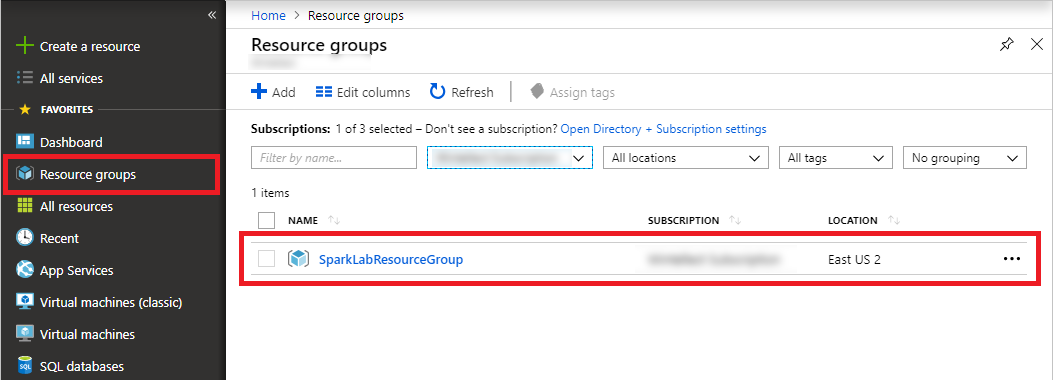 «
Create a resource
All services
FAVORITES
Dashboard
Resource groups
All resources
Recent
App Services
Virtual machines (classic)
Virtual machines
SQL databases
Home > Resource groups
Resource groups
Add
Edit columns
Refresh
Assign tags
Subscriptions: 1 of 3 selected – Don't see a subscription? Open Directory + Subscription settings
Filter by name...
All locations
All tags
No grouping
1 items
NAME
SUBSCRIPTION
LOCATION
SparkLabResourceGroup
East US 2